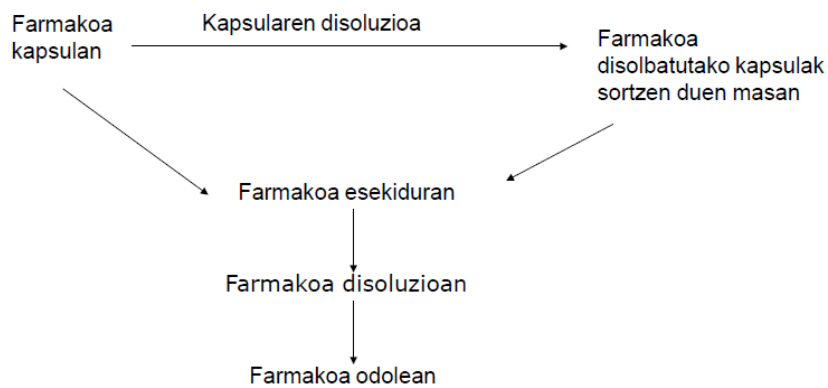 Farmakoa
kapsulan
Kapsularen disoluzioa
Farmakoa
disolbatutako kapsulak
sortzen duen masan
Farmakoa esekiduran
Farmakoa disoluzioan
Farmakoa odolean